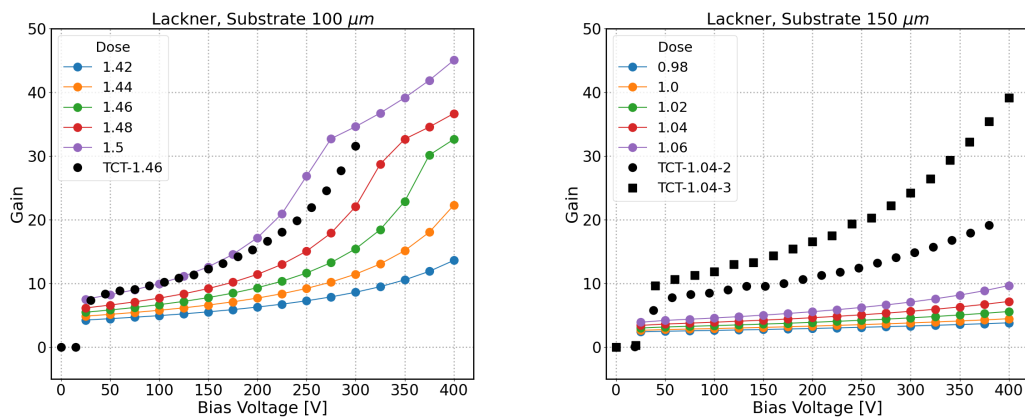 Lackner, Substrate 100 μm
50
40
30
20
10
0
Gain
Dose
1.42
1.44
1.46
1.48
1.5
TCT-1.46
0 50 100 150 200 250 300 350 400
Bias Voltage [V]
Lackner, Substrate 150 μm
50
40
30
20
10
0
Gain
Dose
0.98
1.0
1.02
1.04
1.06
TCT-1.04-2
TCT-1.04-3
0 50 100 150 200 250 300 350 400
Bias Voltage [V]